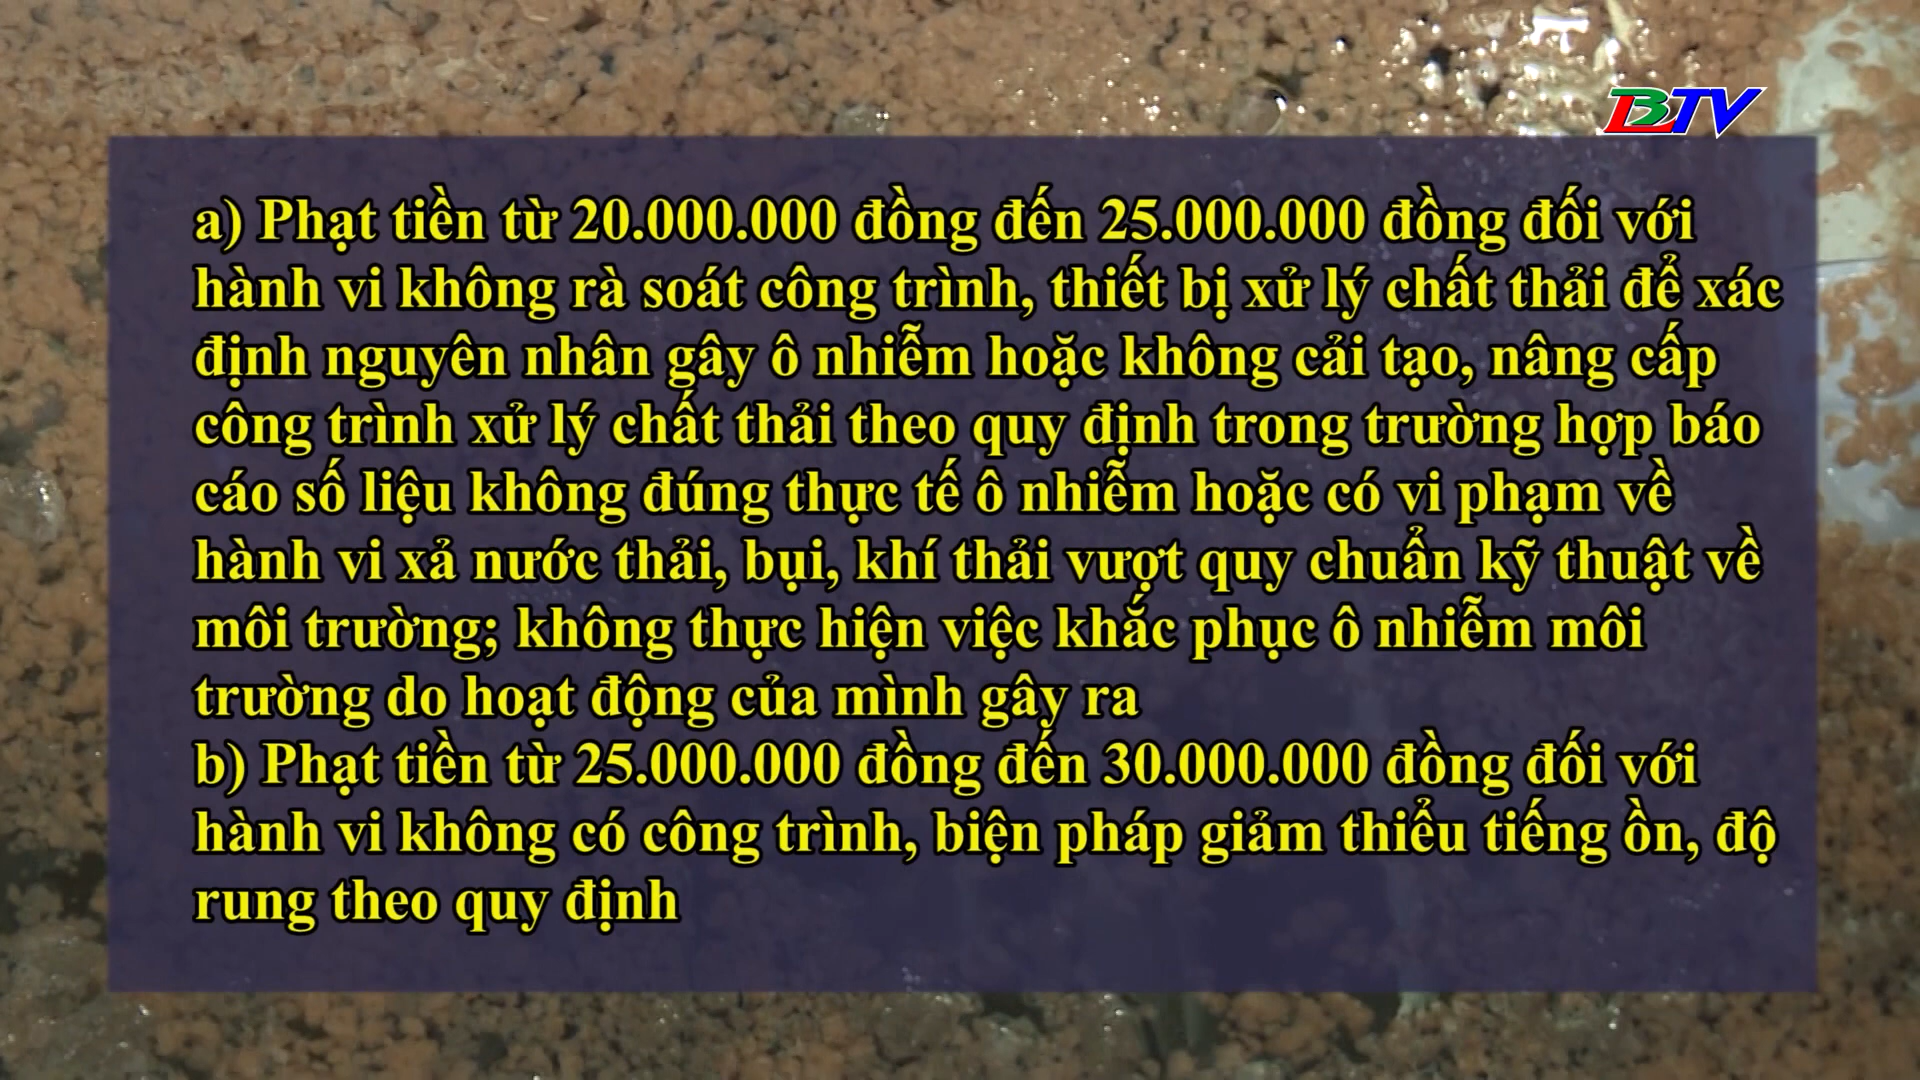 BTV
a) Phạt tiền từ 20.000.000 đồng đến 25.000.000 đồng đối với
hành vi không rà soát công trình, thiết bị xử lý chất thải để xác
định nguyên nhân gây ô nhiễm hoặc không cải tạo, nâng cấp
công trình xử lý chất thải theo quy định trong trường hợp báo
cáo số liệu không đúng thực tế ô nhiễm hoặc có vi phạm về
hành vi xả nước thải, bụi, khí thải vượt quy chuẩn kỹ thuật về
môi trường; không thực hiện việc khắc phục ô nhiễm môi
trường do hoạt động của mình gây ra
b) Phạt tiền từ 25.000.000 đồng đến 30.000.000 đồng đối với
hành vi không có công trình, biện pháp giảm thiểu tiếng ồn, độ
rung theo quy định